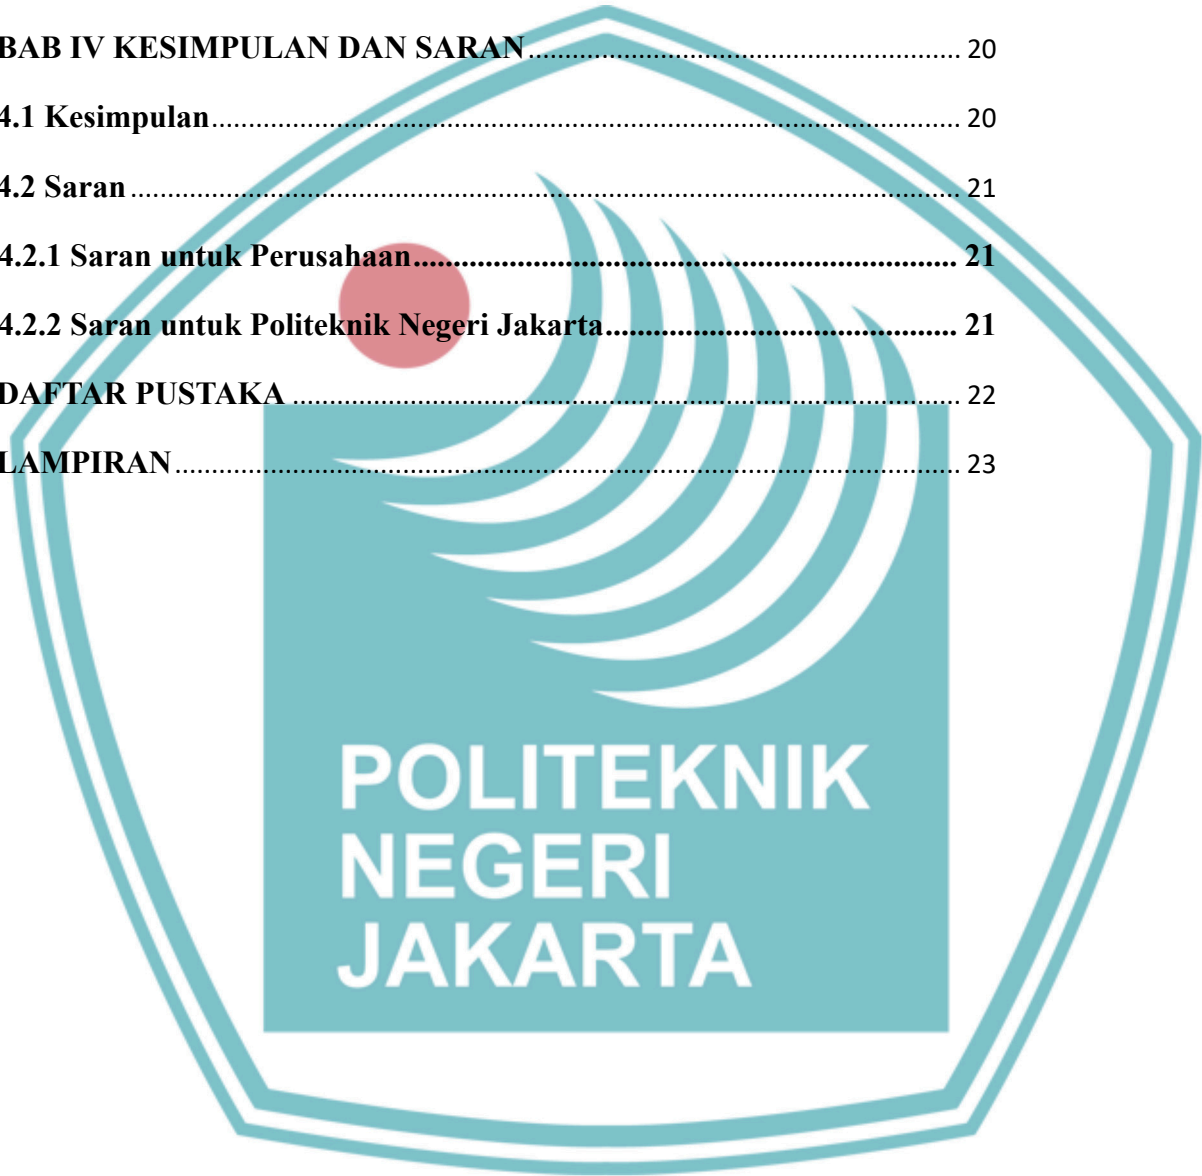 BAB IV KESIMPULAN DAN SARAN........................................................ 20
4.1 Kesimpulan................................................................................................. 20
4.2 Saran........................................................................................................... 21
4.2.1 Saran untuk Perusahaan..................................................................... 21
4.2.2 Saran untuk Politeknik Negeri Jakarta............................................ 21
DAFTAR PUSTAKA....................................................................................... 22
LAMPIRAN...................................................................................................... 23
POLITEKNIK
NEGERI
JAKARTA